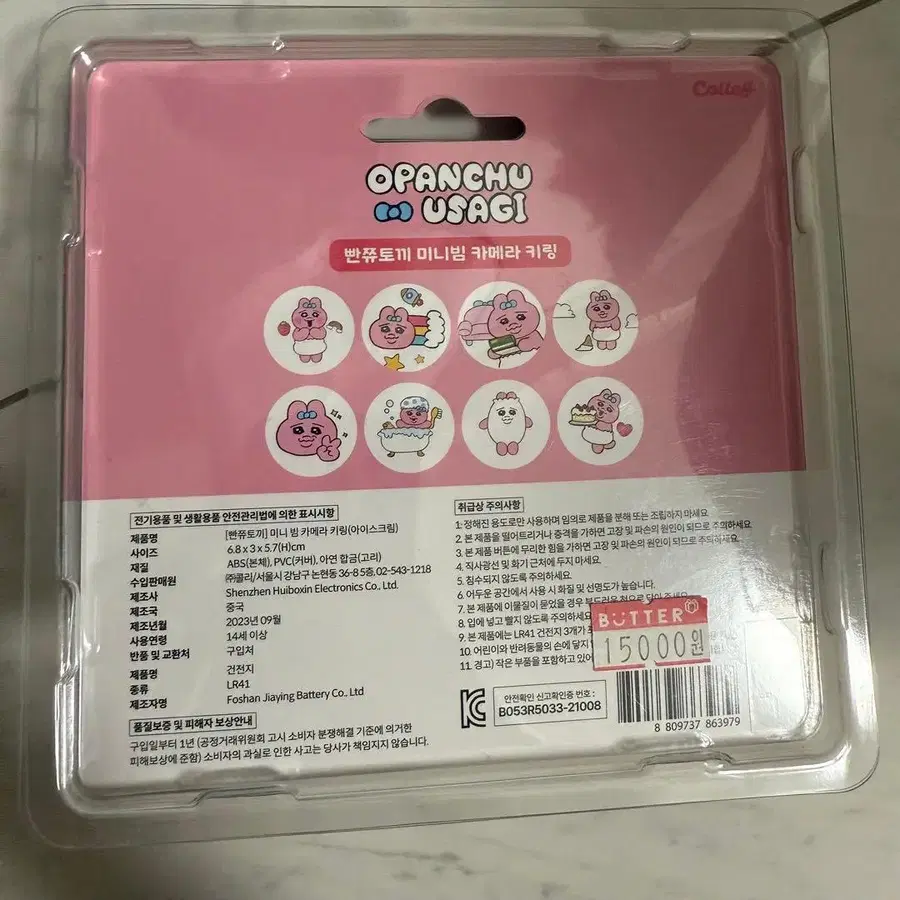 Colley
OPANCHU
USAGI
빤쮸토끼 미니빔 카메라 키링
전기용품 및 생활용품 안전관리법에 의한 표시사항
제품명 [빤쮸토끼] 미니 빔 카메라 키링(아이스크림)
사이즈 6.8 x 3 x 5.7(H)cm
재질 ABS(본체), PVC(커버), 아연 합금(고리)
수입판매원 ㈜콜리/서울시 강남구 논현동 36-8 5층, 02-543-1218
제조사 Shenzhen Huiboxin Electronics Co., Ltd.
제조국 중국
제조년월 2023년 09월
사용연령 14세 이상
반품 및 교환처 구입처
제품명 건전지
종류 LR41
제조자명 Foshan Jiaying Battery Co., Ltd
품질보증 및 피해자 보상안내
구입일부터 1년 (공정거래위원회 고시 소비자 분쟁해결 기준에 의거한
피해보상에 준함) 소비자의 과실로 인한 사고는 당사가 책임지지 않습니다.
취급상 주의사항
1. 정해진 용도로만 사용하며 임의로 제품을 분해 또는 조립하지 마세요.
2. 본 제품을 떨어트리거나 충격을 가하면 고장 및 파손의 원인이 되므로 주의하세요.
3. 본 제품 버튼에 무리한 힘을 가하면 고장 및 파손의 원인이 되므로 주의하세요.
4. 직사광선 및 화기 근처에 두지 마세요.
5. 침수되지 않도록 주의하세요.
6. 어두운 공간에서 사용 시 화질 및 선명도가 높습니다.
7. 본 제품에 이물질이 묻었을 경우 부드러운 천으로 닦아 주세요.
8. 입에 넣고 빨지 않도록 주의하세요.
9. 본 제품에는 LR41 건전지 3개가
10. 어린이와 반려동물의 손에 닿지
11. 경고) 작은 부품을 포함하고 있어
BUTTER
15000원
안전확인 신고확인증 번호 :
B053R5033-21008
8 809737 863979